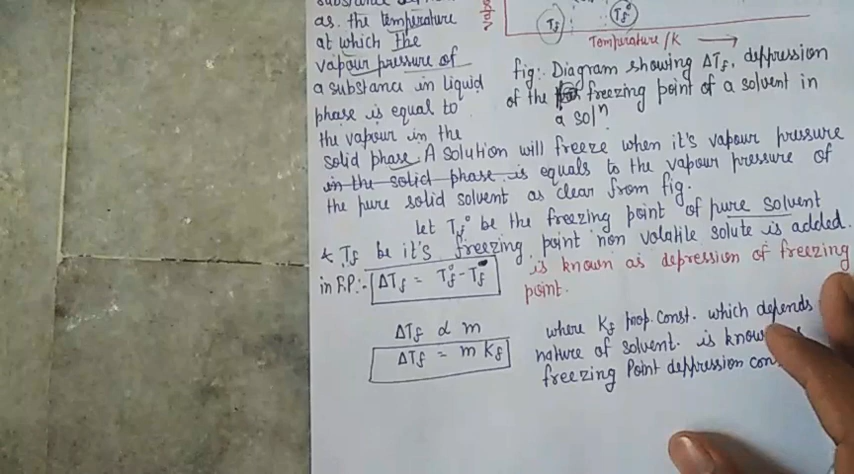 as the temperature
at which the
vapour pressure of
a substance in liquid
phase is equal to
the vapour in the
solid phase. A solution will freeze when it's vapour pressure
in the solid phase is equals to the vapour pressure of
the pure solid solvent as clear from fig.
Tf Tf°
Temperature/K
fig:- Diagram showing ΔTf, deppression
of the freezing point of a solvent in
a solⁿ
let Tf° be the freezing point of pure solvent
& Tf be it's freezing point non volatile solute is added.
in F.P:- ΔTf = Tf° - Tf is known as depression of freezing
point.
ΔTf α m
ΔTf = m Kf
where Kf prop. const. which depends
nature of solvent. is know
freezing Point deppression con